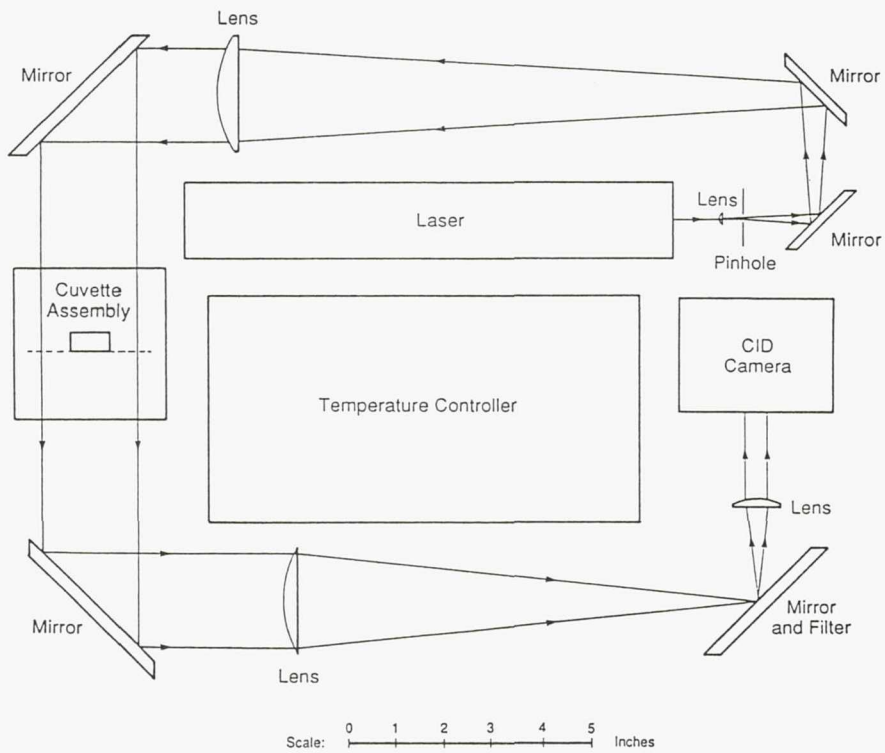 Lens
Mirror
Mirror
Laser
Lens
Pinhole
Mirror
Cuvette
Assembly
CID
Camera
Temperature Controller
Lens
Mirror
Lens
Mirror
and Filter
Scale: 0 1 2 3 4 5 Inches